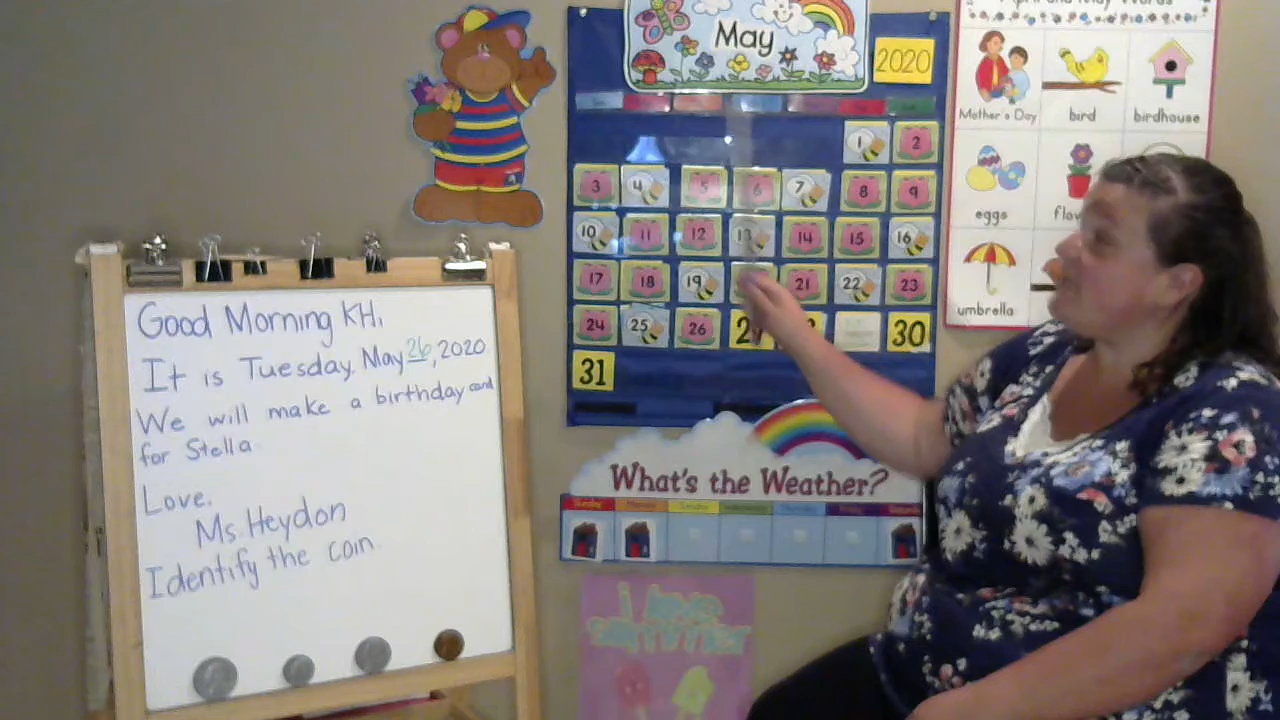 May
2020
1 2
3 4 5 6 7 8 9
10 11 12 13 14 15 16
17 18 19 21 22 23
24 25 26 30
31
What's the Weather?
Sunday
April and May Words
Mother's Day bird birdhouse
eggs
umbrella
Good Morning KH,
It is Tuesday, May 26, 2020
We will make a birthday card
for Stella.
Love,
Ms. Heydon
Identify the coin.
i love
summer